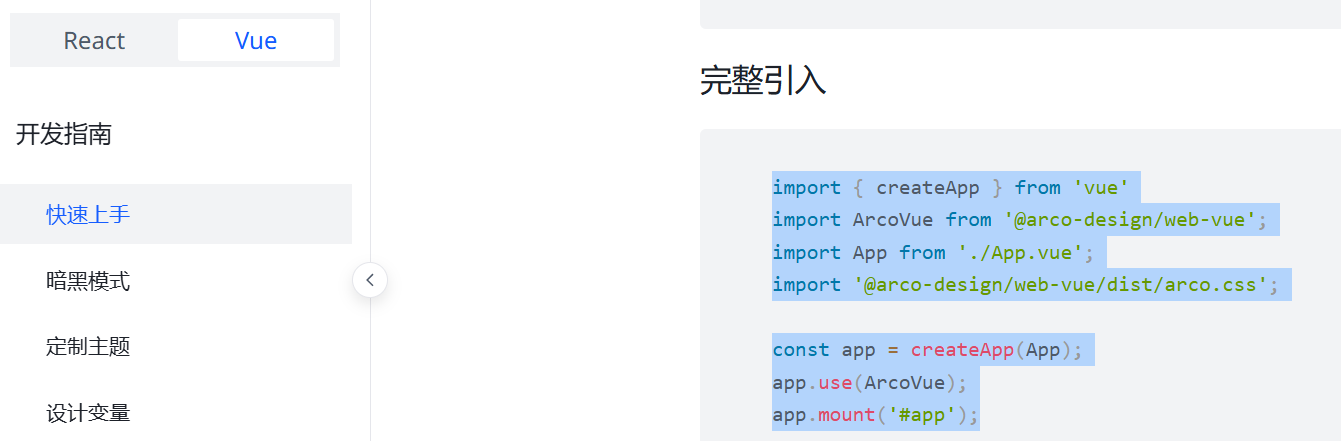 React
Vue
开发指南
快速上手
暗黑模式
定制主题
设计变量
完整引入
import { createApp } from 'vue'
import ArcoVue from '@arco-design/web-vue';
import App from './App.vue';
import '@arco-design/web-vue/dist/arco.css';
const app = createApp(App);
app.use(ArcoVue);
app.mount('#app');